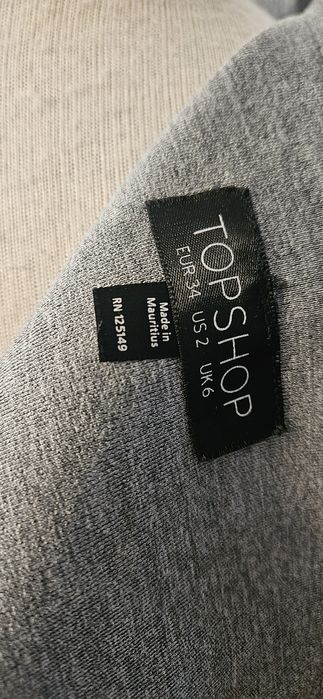 TOPSHOP
EUR 34 US 2 UK 6
Made in
Mauritius
RN 125149